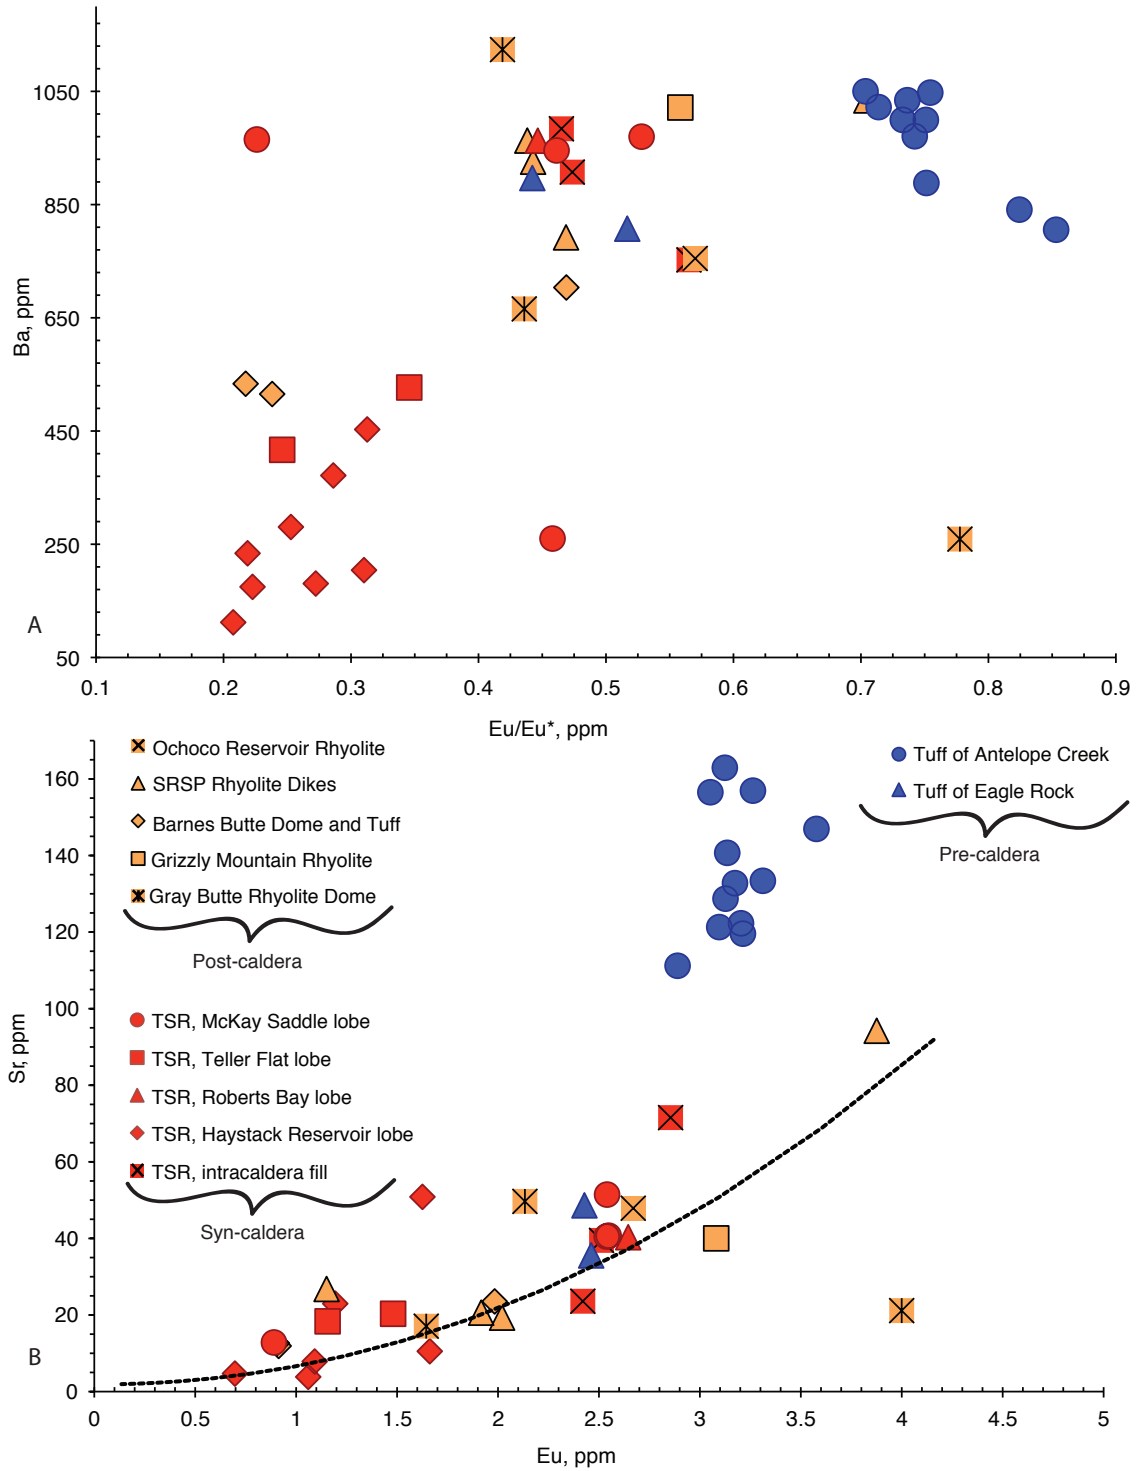 1050
850
650
450
250
50
Ba, ppm
A
0.1 0.2 0.3 0.4 0.5 0.6 0.7 0.8 0.9
Eu/Eu*, ppm
Ochoco Reservoir Rhyolite
SRSP Rhyolite Dikes
Barnes Butte Dome and Tuff
Grizzly Mountain Rhyolite
Gray Butte Rhyolite Dome
Post-caldera
Tuff of Antelope Creek
Tuff of Eagle Rock
Pre-caldera
TSR, McKay Saddle lobe
TSR, Teller Flat lobe
TSR, Roberts Bay lobe
TSR, Haystack Reservoir lobe
TSR, intracaldera fill
Syn-caldera
160
140
120
100
80
60
40
20
0
Sr, ppm
B
0 0.5 1 1.5 2 2.5 3 3.5 4 4.5 5
Eu, ppm